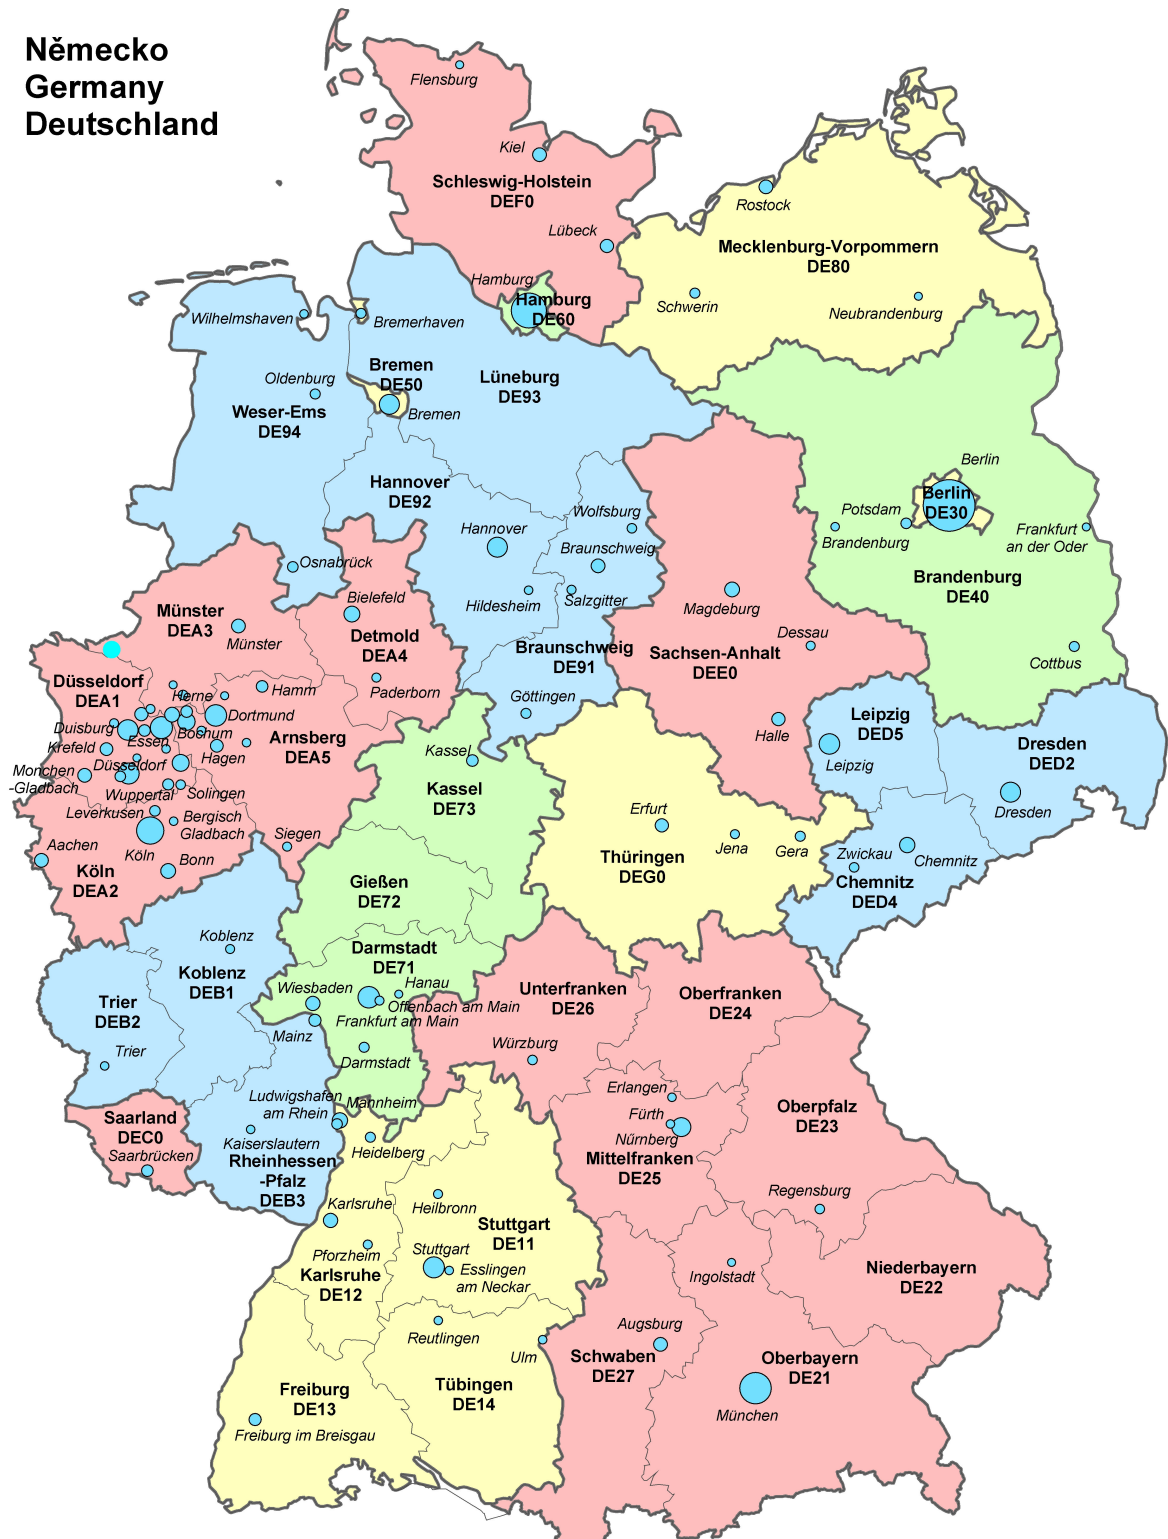 Německo
Germany
Deutschland
Flensburg
Kiel
Schleswig-Holstein
DEF0
Lübeck
Rostock
Mecklenburg-Vorpommern
DE80
Schwerin
Neubrandenburg
Hamburg
Hamburg
DE60
Wilhelmshaven
Bremerhaven
Bremen
DE50
Bremen
Oldenburg
Weser-Ems
DE94
Lüneburg
DE93
Hannover
DE92
Hannover
Wolfsburg
Braunschweig
Hildesheim
Salzgitter
Braunschweig
DE91
Göttingen
Osnabrück
Berlin
Berlin
DE30
Potsdam
Brandenburg
Frankfurt
an der Oder
Brandenburg
DE40
Cottbus
Magdeburg
Dessau
Sachsen-Anhalt
DEE0
Halle
Münster
DEA3
Münster
Bielefeld
Detmold
DEA4
Paderborn
Düsseldorf
DEA1
Herne
Hamm
Duisburg
Dortmund
Essen
Bochum
Krefeld
Hagen
Arnsberg
DEA5
Monchen
-Gladbach
Düsseldorf
Wuppertal
Solingen
Leverkusen
Bergisch
Gladbach
Siegen
Aachen
Köln
Bonn
Köln
DEA2
Kassel
Kassel
DE73
Gießen
DE72
Darmstadt
DE71
Wiesbaden
Hanau
Offenbach am Main
Frankfurt am Main
Darmstadt
Leipzig
DED5
Leipzig
Dresden
DED2
Dresden
Chemnitz
Zwickau
Chemnitz
DED4
Erfurt
Jena
Gera
Thüringen
DEG0
Koblenz
Koblenz
DEB1
Trier
DEB2
Trier
Mainz
Ludwigshafen
am Rhein
Kaiserslautern
Rheinhessen
-Pfalz
DEB3
Saarland
DEC0
Saarbrücken
Unterfranken
DE26
Würzburg
Oberfranken
DE24
Erlangen
Fürth
Nürnberg
Mittelfranken
DE25
Oberpfalz
DE23
Regensburg
Niederbayern
DE22
Ingolstadt
Augsburg
Schwaben
DE27
Oberbayern
DE21
München
Mannheim
Heidelberg
Karlsruhe
Pforzheim
Karlsruhe
DE12
Heilbronn
Stuttgart
DE11
Stuttgart
Esslingen
am Neckar
Reutlingen
Ulm
Tübingen
DE14
Freiburg
DE13
Freiburg im Breisgau